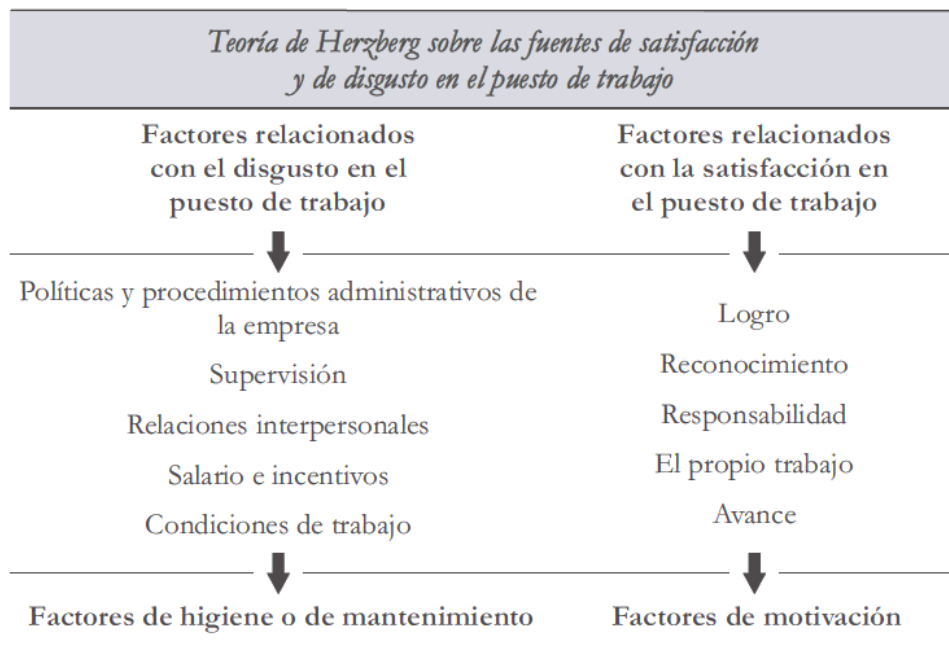 Teoría de Herzberg sobre las fuentes de satisfacción
y de disgusto en el puesto de trabajo
Factores relacionados
con el disgusto en el
puesto de trabajo
Factores relacionados
con la satisfacción en
el puesto de trabajo
Políticas y procedimientos administrativos de
la empresa
Supervisión
Relaciones interpersonales
Salario e incentivos
Condiciones de trabajo
Logro
Reconocimiento
Responsabilidad
El propio trabajo
Avance
Factores de higiene o de mantenimiento
Factores de motivación